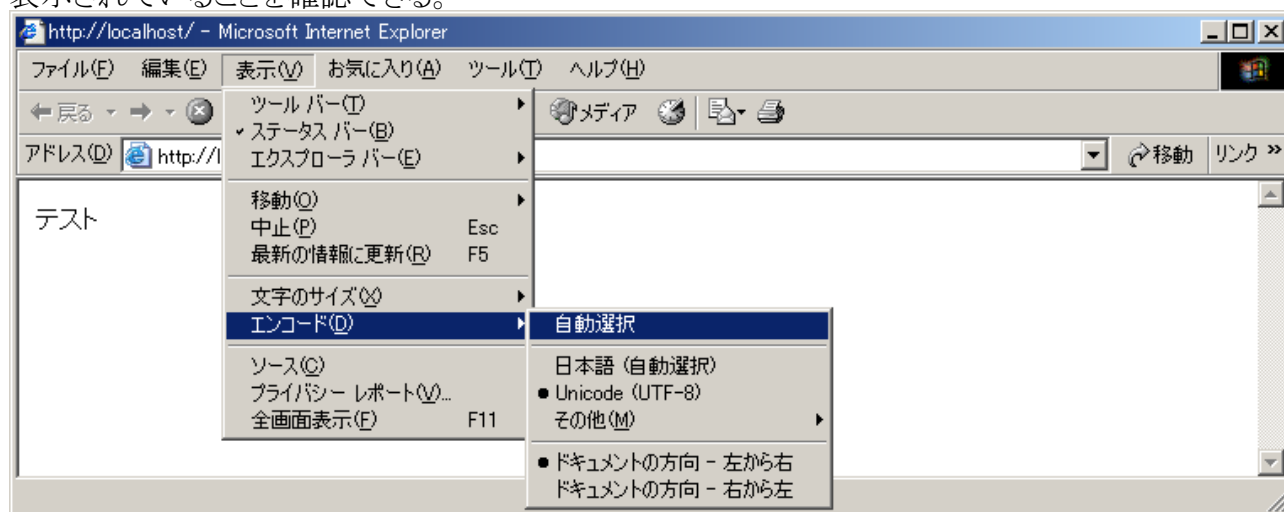 表示されていることを確認できる。
http://localhost/ - Microsoft Internet Explorer
ファイル(F) 編集(E) 表示(V) お気に入り(A) ツール(T) ヘルプ(H)
戻る メディア
アドレス(D) http://l 移動 リンク »
ツール バー(T)
ステータス バー(B)
エクスプローラ バー(E)
移動(O)
中止(P) Esc
最新の情報に更新(R) F5
文字のサイズ(X)
エンコード(D)
ソース(C)
プライバシー レポート(V)...
全画面表示(F) F11
自動選択
日本語 (自動選択)
Unicode (UTF-8)
その他(M)
ドキュメントの方向 - 左から右
ドキュメントの方向 - 右から左
テスト